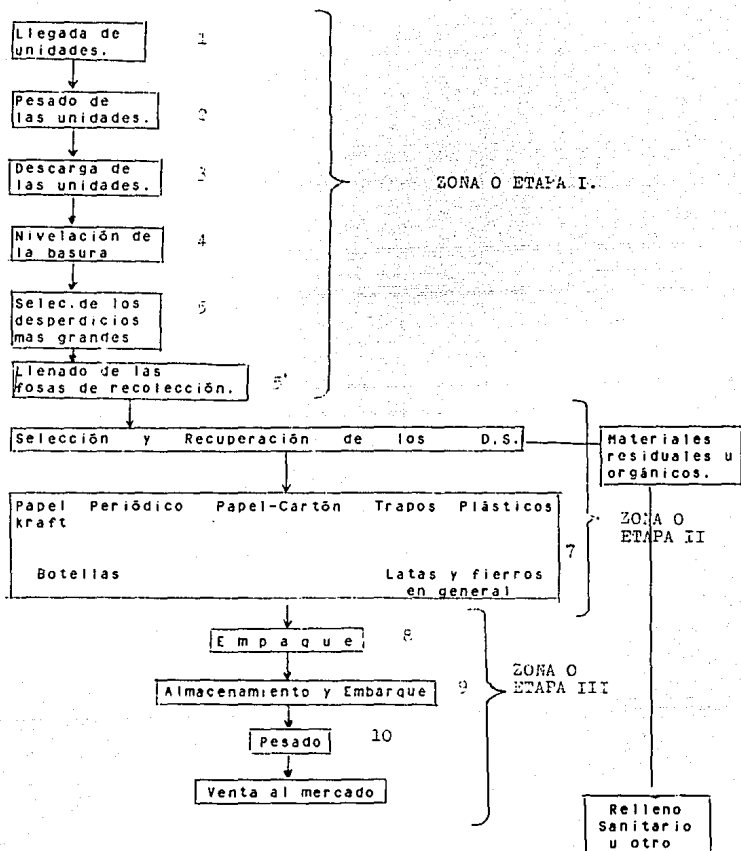 Llegada de
unidades.
1
Pesado de
las unidades.
2
Descarga de
las unidades.
3
ZONA O ETAPA I.
Nivelación de
la basura
4
Selec.de los
desperdicios
mas grandes
5
Llenado de las
fosas de recolección.
5'
Selección y Recuperación de los D.S.
Materiales
residuales u
orgánicos.
Papel Periódico Papel-Cartón Trapos Plásticos
kraft
Botellas
Latas y fierros
en general
7
ZONA O
ETAPA II
Empaque
8
Almacenamiento y Embarque
9
ZONA O
ETAPA III
Pesado
10
Venta al mercado
Relleno
Sanitario
u otro